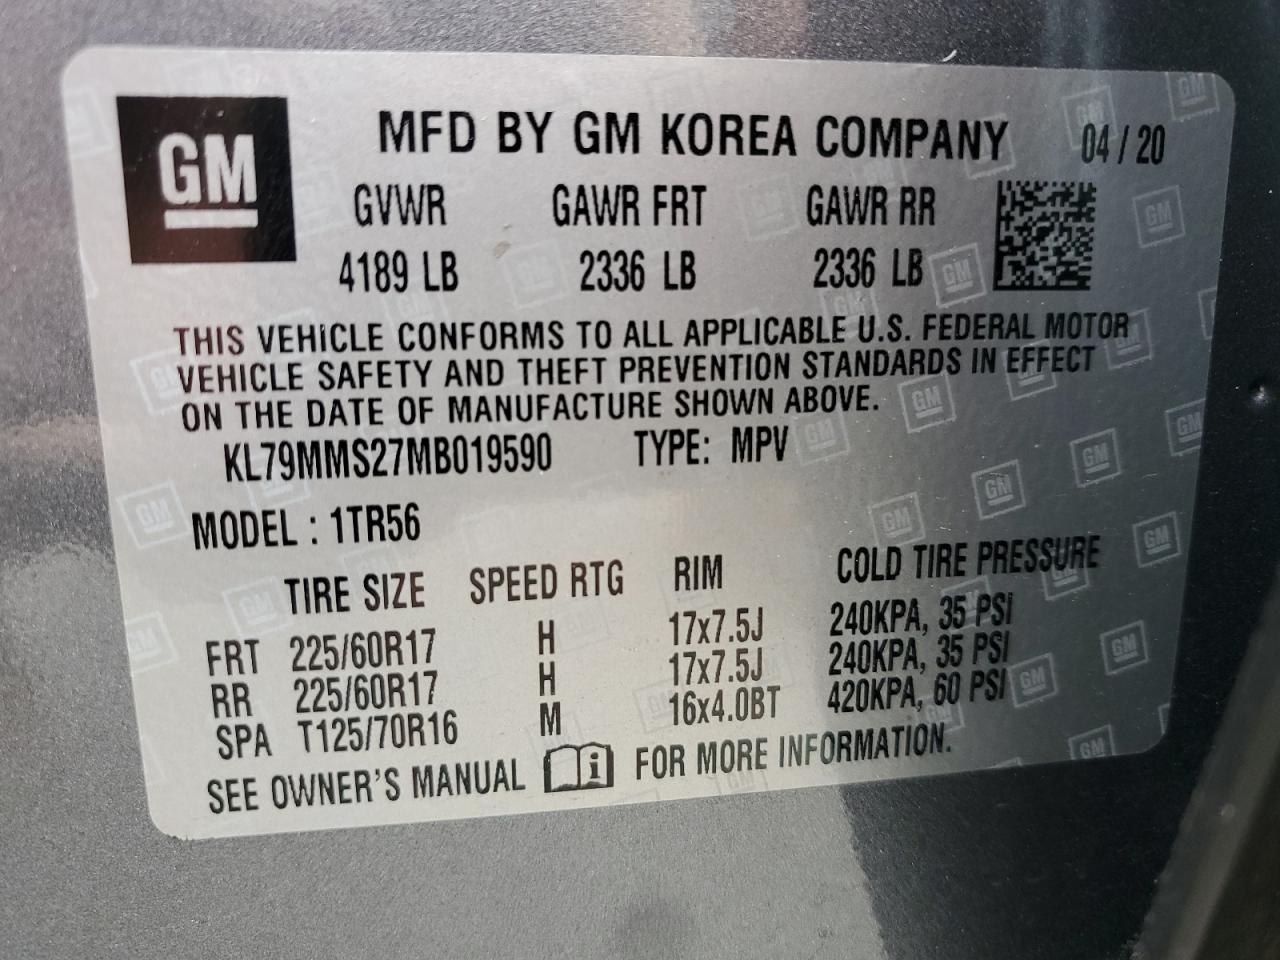 GM
MFD BY GM KOREA COMPANY 04 / 20
GVWR GAWR FRT GAWR RR
4189 LB 2336 LB 2336 LB
THIS VEHICLE CONFORMS TO ALL APPLICABLE U.S. FEDERAL MOTOR
VEHICLE SAFETY AND THEFT PREVENTION STANDARDS IN EFFECT
ON THE DATE OF MANUFACTURE SHOWN ABOVE.
KL79MMS27MB019590 TYPE: MPV
MODEL : 1TR56
TIRE SIZE SPEED RTG RIM COLD TIRE PRESSURE
FRT 225/60R17 H 17x7.5J 240KPA, 35 PSI
RR 225/60R17 H 17x7.5J 240KPA, 35 PSI
SPA T125/70R16 M 16x4.0BT 420KPA, 60 PSI
SEE OWNER'S MANUAL i FOR MORE INFORMATION.